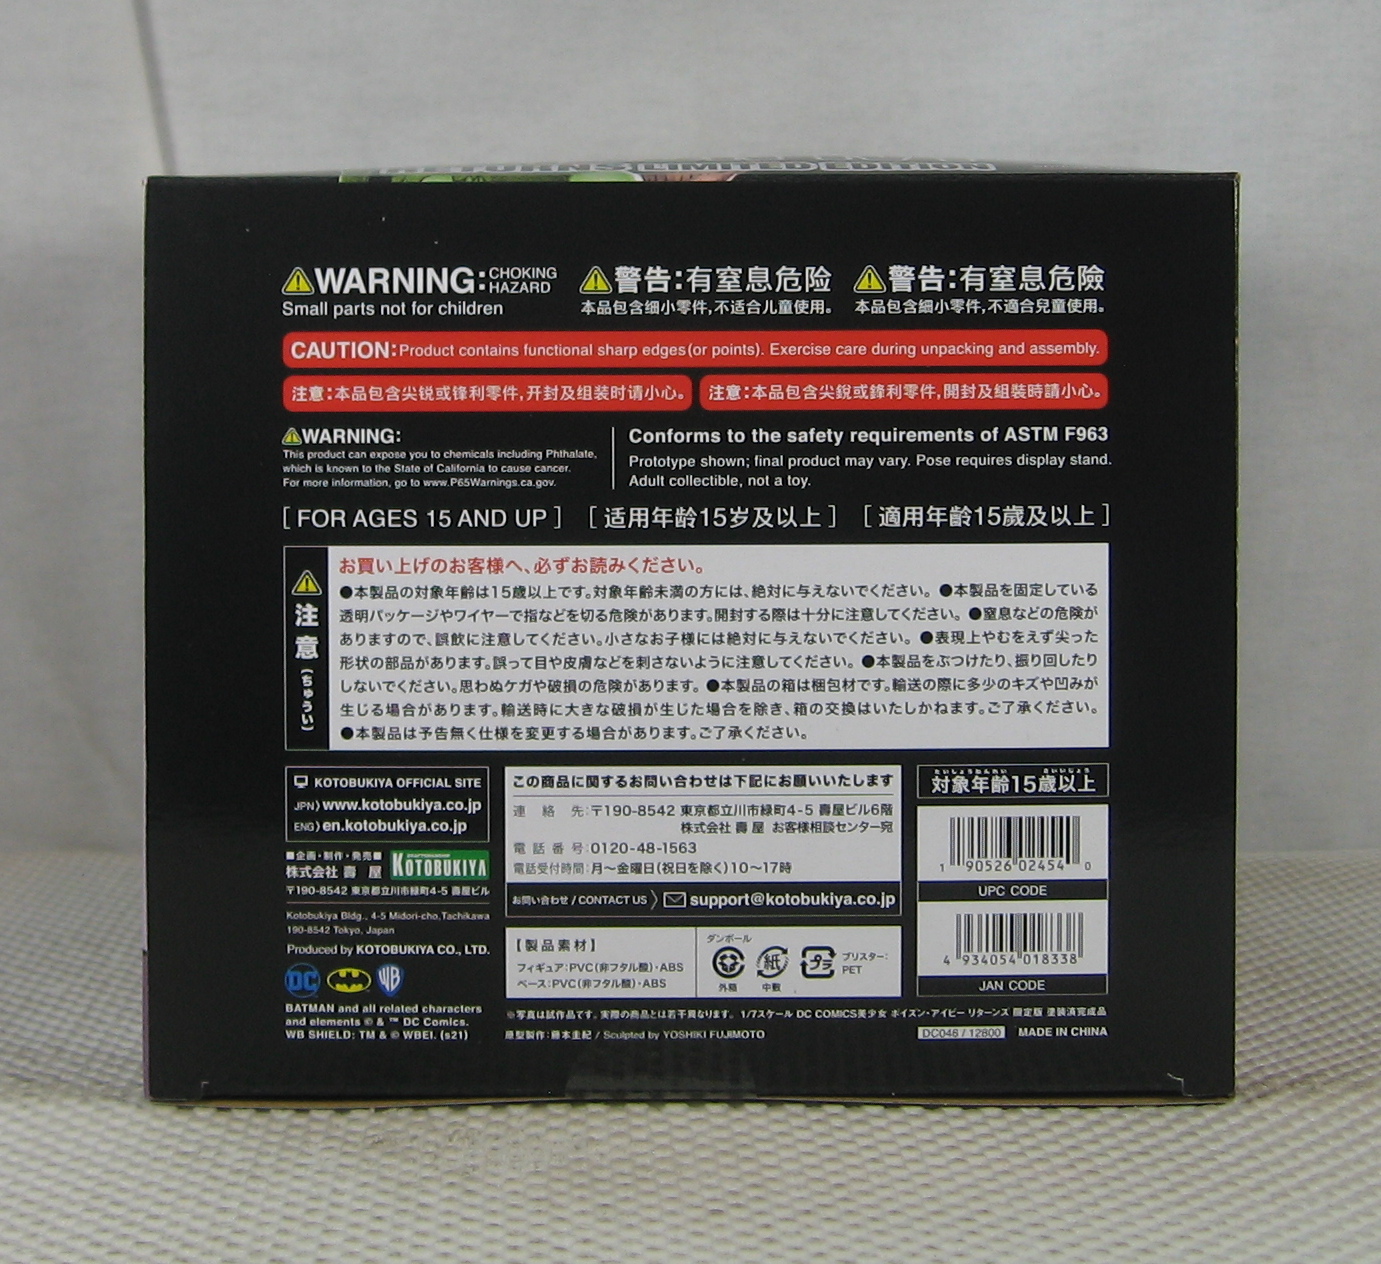 RETURNS LIMITED EDITION
WARNING: CHOKING HAZARD
Small parts not for children
警告:有窒息危险
本品包含细小零件,不适合儿童使用。
警告:有窒息危險
本品包含細小零件,不適合兒童使用。
CAUTION: Product contains functional sharp edges(or points). Exercise care during unpacking and assembly.
注意:本品包含尖锐或锋利零件,开封及组装时请小心。
注意:本品包含尖銳或鋒利零件,開封及組裝時請小心。
WARNING:
This product can expose you to chemicals including Phthalate,
which is known to the State of California to cause cancer.
For more information, go to www.P65Warnings.ca.gov.
Conforms to the safety requirements of ASTM F963
Prototype shown; final product may vary. Pose requires display stand.
Adult collectible, not a toy.
[ FOR AGES 15 AND UP ]
[ 适用年龄15岁及以上 ]
[ 適用年齡15歲及以上 ]
注意(ちゅうい)
お買い上げのお客様へ、必ずお読みください。
●本製品の対象年齢は15歳以上です。対象年齢未満の方には、絶対に与えないでください。 ●本製品を固定している
透明パッケージやワイヤーで指などを切る危険があります。開封する際は十分に注意してください。 ●窒息などの危険が
ありますので、誤飲に注意してください。小さなお子様には絶対に与えないでください。 ●表現上やむをえず尖った
形状の部品があります。誤って目や皮膚などを刺さないように注意してください。 ●本製品をぶつけたり、振り回したり
しないでください。思わぬケガや破損の危険があります。 ●本製品の箱は梱包材です。輸送の際に多少のキズや凹みが
生じる場合があります。輸送時に大きな破損が生じた場合を除き、箱の交換はいたしかねます。ご了承ください。
●本製品は予告無く仕様を変更する場合があります。ご了承ください。
KOTOBUKIYA OFFICIAL SITE
JPN) www.kotobukiya.co.jp
ENG) en.kotobukiya.co.jp
■企画・制作・発売■
株式会社 壽 屋
KOTOBUKIYA
〒190-8542 東京都立川市緑町4-5 壽屋ビル
Kotobukiya Bldg., 4-5 Midori-cho,Tachikawa
190-8542 Tokyo, Japan
Produced by KOTOBUKIYA CO., LTD.
DC
WB
BATMAN and all related characters
and elements © & ™ DC Comics.
WB SHIELD: TM & © WBEI. (s21)
この商品に関するお問い合わせは下記にお願いいたします
連 絡 先:〒190-8542 東京都立川市緑町4-5 壽屋ビル6階
株式会社 壽 屋 お客様相談センター宛
電 話 番 号:0120-48-1563
電話受付時間:月~金曜日(祝日を除く)10~17時
お問い合わせ / CONTACT US support@kotobukiya.co.jp
【製品素材】
フィギュア:PVC(非フタル酸)・ABS
ベース:PVC(非フタル酸)・ABS
ダンボール
外箱
紙
中敷
プラ
ブリスター:
PET
※写真は試作品です。実際の商品とは若干異なります。 1/7スケール DC COMICS美少女 ポイズン・アイビー リターンズ 限定版 塗装済完成品
原型製作:藤本圭紀 / Sculpted by YOSHIKI FUJIMOTO
たいしょうねんれい さいいじょう
対象年齢15歳以上
1 90526 02454 0
UPC CODE
4 934054 018338
JAN CODE
DC046 / 12800
MADE IN CHINA